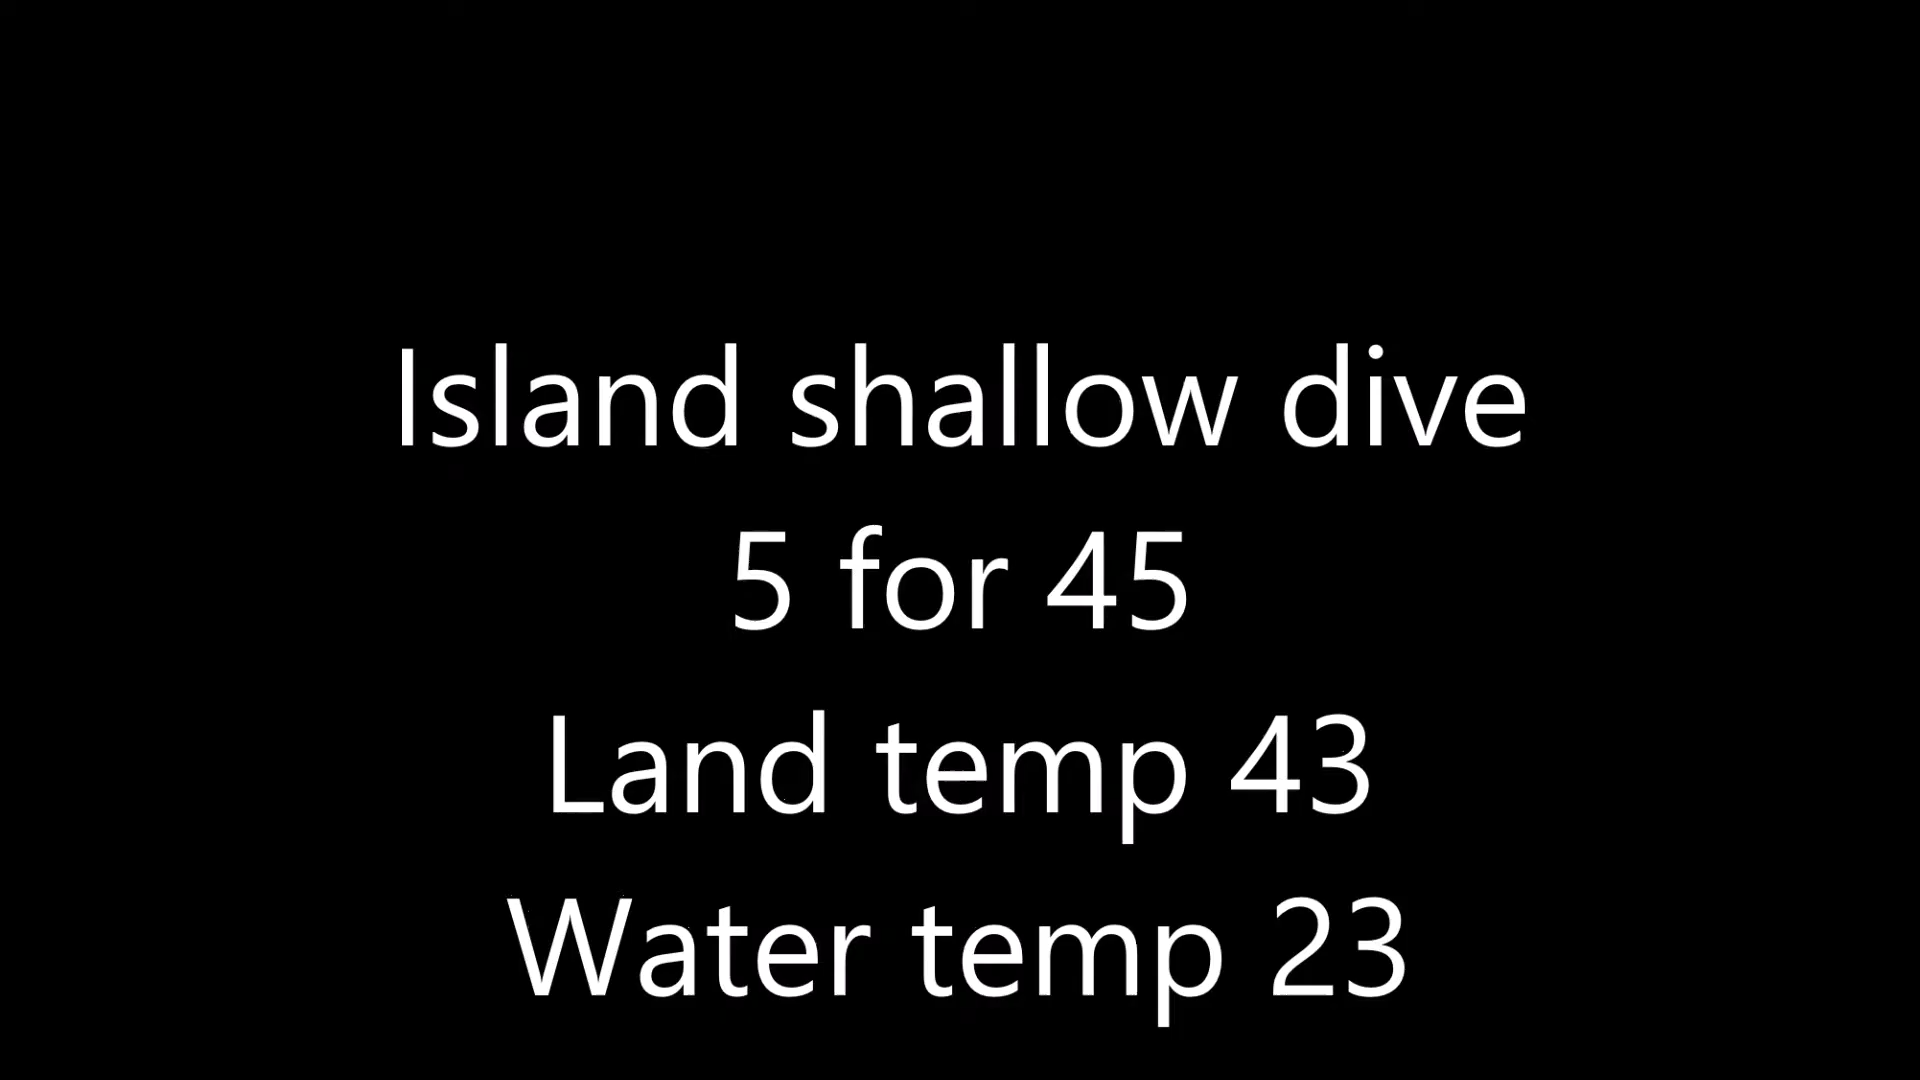 Island shallow dive
5 for 45
Land temp 43
Water temp 23